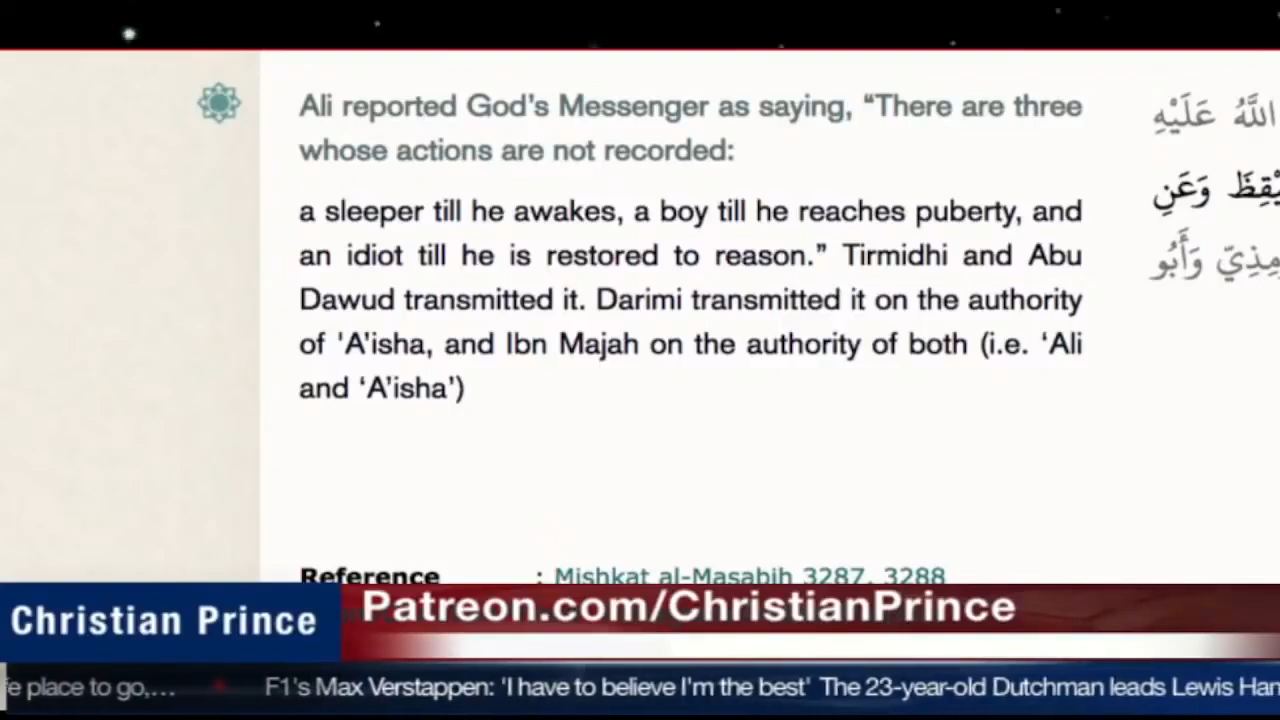 Ali reported God's Messenger as saying, “There are three
whose actions are not recorded:
a sleeper till he awakes, a boy till he reaches puberty, and
an idiot till he is restored to reason.” Tirmidhi and Abu
Dawud transmitted it. Darimi transmitted it on the authority
of 'A'isha, and Ibn Majah on the authority of both (i.e. ‘Ali
and ‘A’isha’)
اللَّهُ عَلَيْهِ
وَعَنِ
وَأَبُو
Reference : Mishkat al-Masabih 3287, 3288
Christian Prince
Patreon.com/ChristianPrince
place to go,... F1's Max Verstappen: 'I have to believe I'm the best' The 23-year-old Dutchman leads Lewis